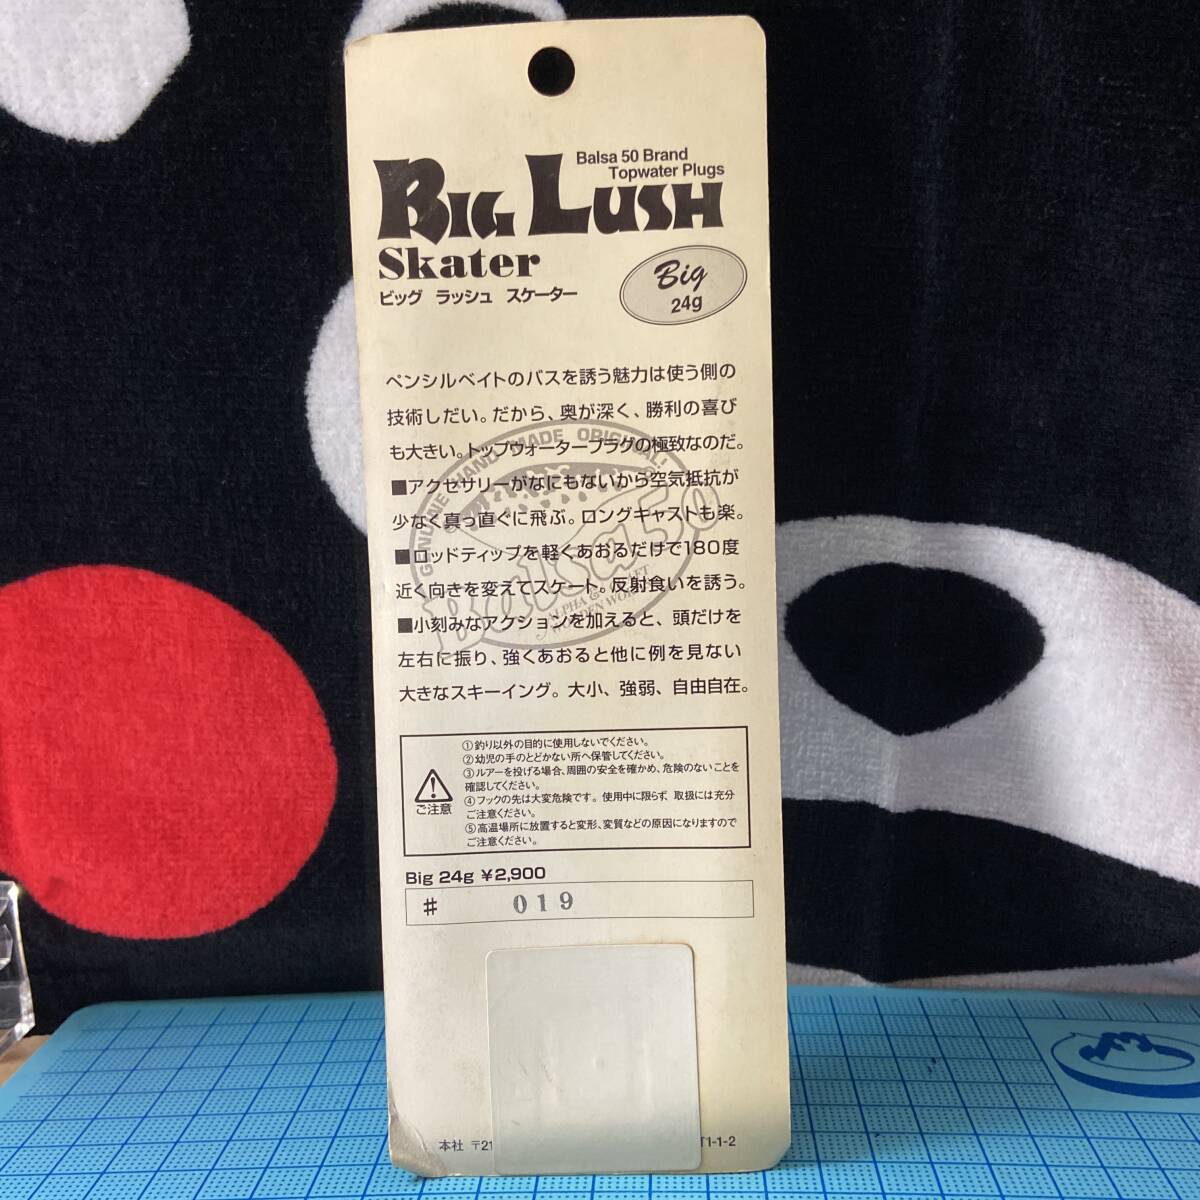 Balsa 50 Brand
Topwater Plugs
BIG LUSH
Skater
ビッグ ラッシュ スケーター
Big
24g
ペンシルベイトのバスを誘う魅力は使う側の
技術しだい。だから、奥が深く、勝利の喜び
も大きい。トップウォータープラグの極致なのだ。
■アクセサリーがなにもないから空気抵抗が
少なく真っ直ぐに飛ぶ。ロングキャストも楽。
■ロッドティップを軽くあおるだけで180度
近く向きを変えてスケート。反射食いを誘う。
■小刻みなアクションを加えると、頭だけを
左右に振り、強くあおると他に例を見ない
大きなスキーイング。大小、強弱、自由自在。
GENUINE HAND MADE ORIGINAL!
Balsa50
ALPHA & CRAFT
WOODEN WORKS
ご注意
①釣り以外の目的に使用しないでください。
②幼児の手のとどかない所へ保管してください。
③ルアーを投げる場合、周囲の安全を確かめ、危険のないことを
確認してください。
④フックの先は大変危険です。使用中に限らず、取扱には充分
ご注意ください。
⑤高温場所に放置すると変形、変質などの原因になりますので
ご注意ください。
Big 24g ¥2,900
# 019
本社 〒21
1-1-2